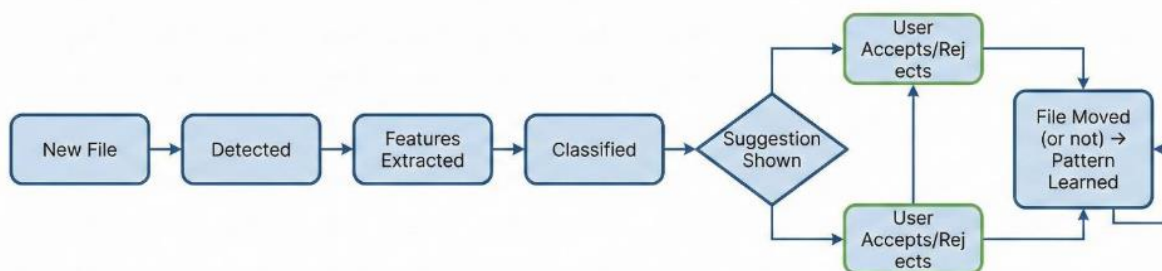 New File
Detected
Features
Extracted
Classified
Suggestion
Shown
User
Accepts/Rej
ects
User
Accepts/Rej
ects
File Moved
(or not) →
Pattern
Learned